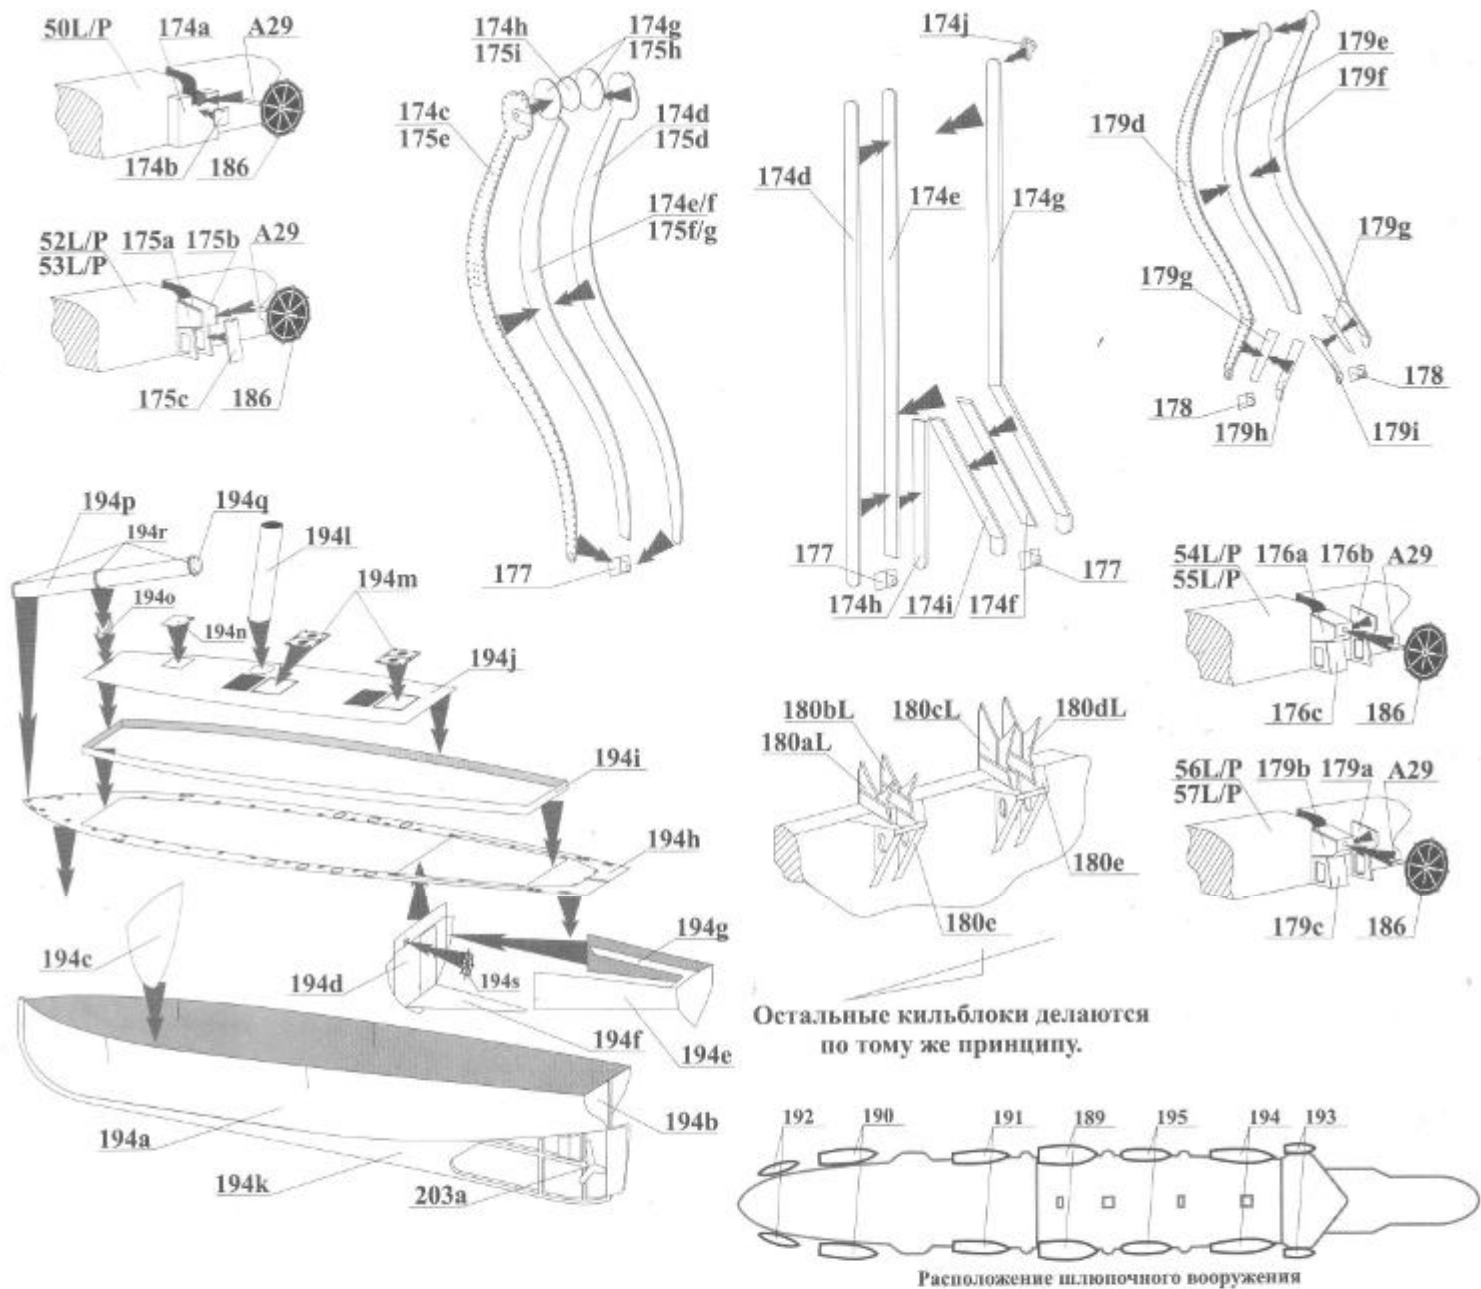 50L/P 174a A29
174b 186
52L/P 175a 175b A29
53L/P
175c 186
174h 174g
175i 175h
174c 174d
175e 175d
174e/f
175f/g
177
174j
174d 174e 174g
177 177
174h 174i 174f
179e
179f
179d
179g
179g
178
178
179h 179i
194p 194q
194r 194l
194m
194o
194n
194j
194i
194h
194c 194d 194g
194s
194f 194e
194a 194b
194k 203a
54L/P 176a 176b A29
55L/P
176c 186
180bL 180cL 180dL
180aL
180e
180e
56L/P 179b 179a A29
57L/P
179c 186
Остальные кильблоки делаются
по тому же принципу.
192 190 191 189 195 194 193
Расположение шлюпочного вооружения